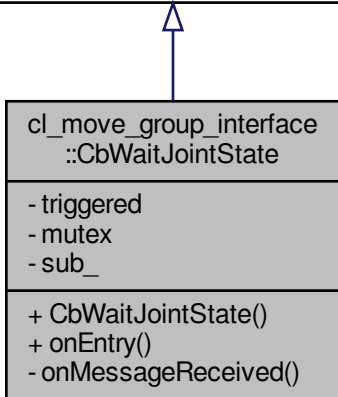 cl_move_group_interface
::CbWaitJointState
- triggered
- mutex
- sub_
+ CbWaitJointState()
+ onEntry()
- onMessageReceived()